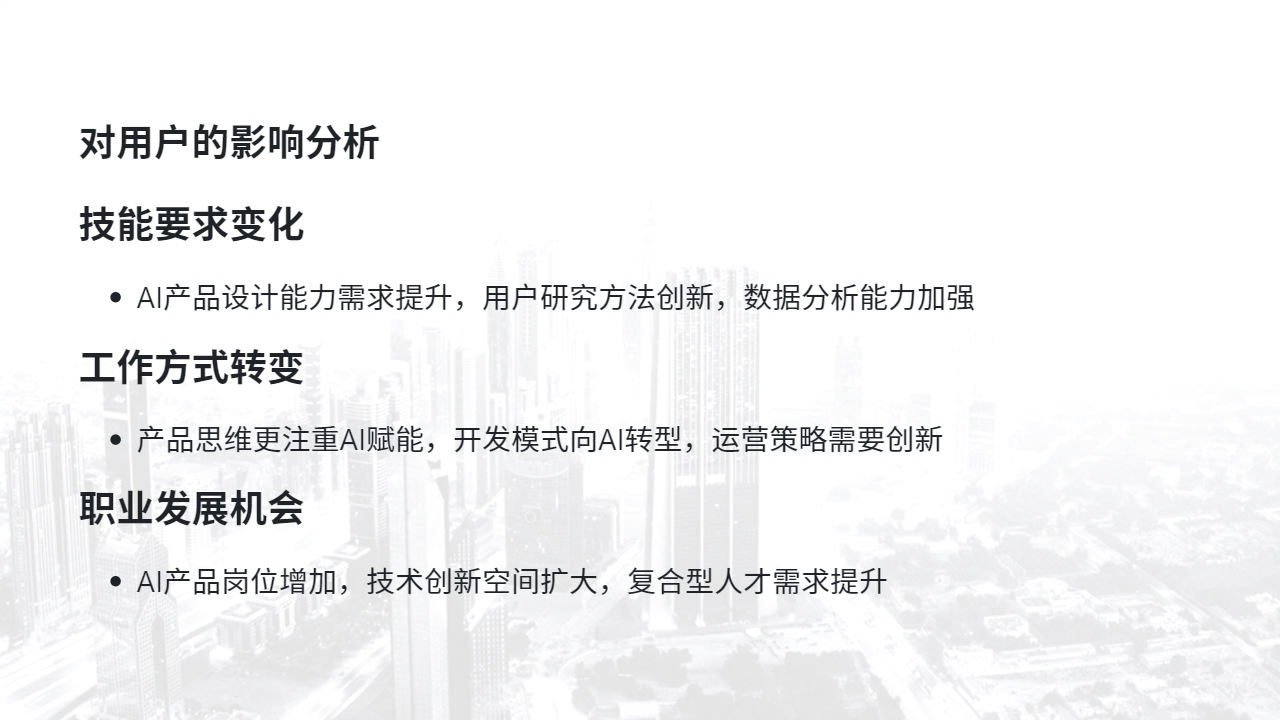 对用户的影响分析
技能要求变化
AI产品设计能力需求提升，用户研究方法创新，数据分析能力加强
工作方式转变
产品思维更注重AI赋能，开发模式向AI转型，运营策略需要创新
职业发展机会
AI产品岗位增加，技术创新空间扩大，复合型人才需求提升